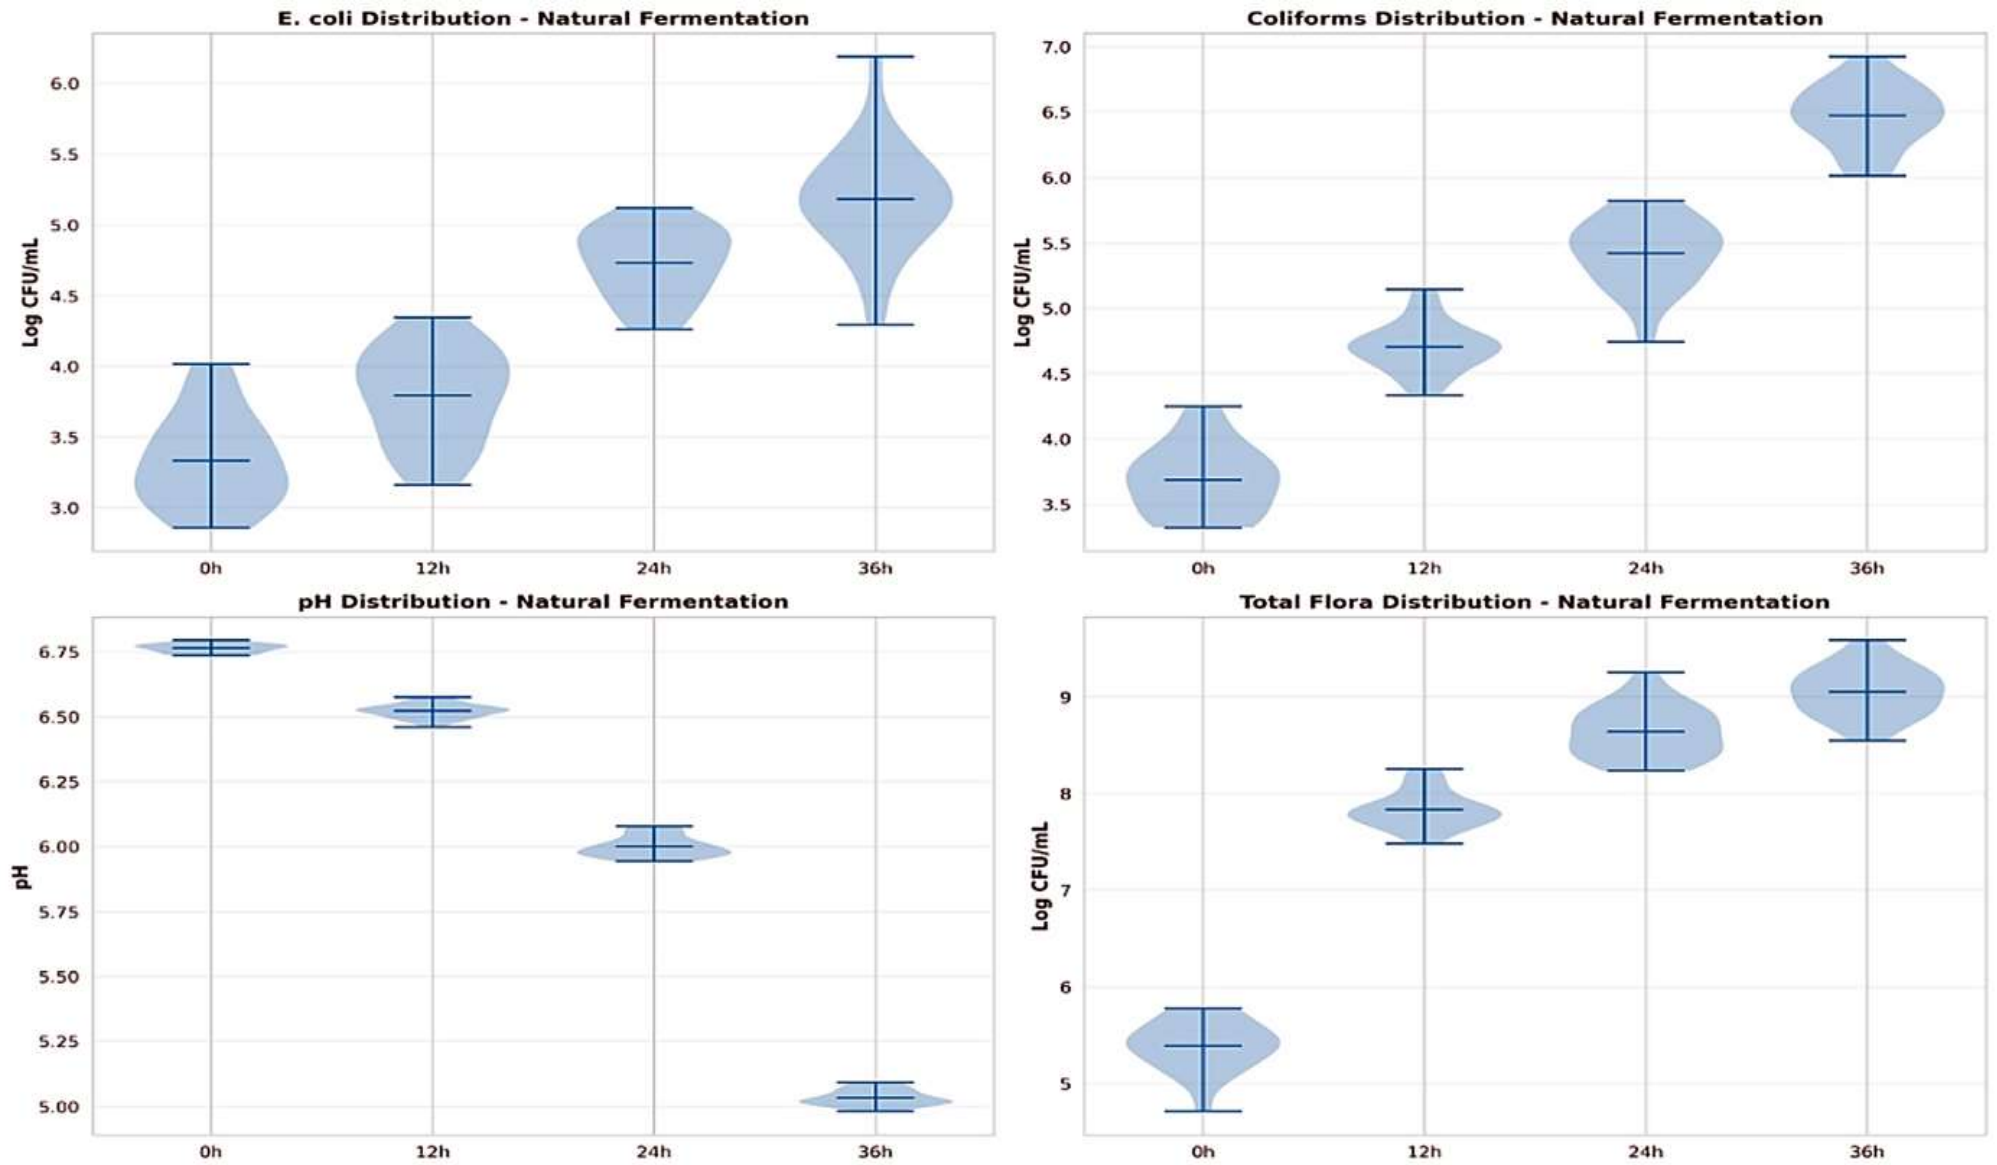 E. coli Distribution - Natural Fermentation
Log CFU/mL
6.0
5.5
5.0
4.5
4.0
3.5
3.0
0h 12h 24h 36h
Coliforms Distribution - Natural Fermentation
Log CFU/mL
7.0
6.5
6.0
5.5
5.0
4.5
4.0
3.5
0h 12h 24h 36h
pH Distribution - Natural Fermentation
pH
6.75
6.50
6.25
6.00
5.75
5.50
5.25
5.00
0h 12h 24h 36h
Total Flora Distribution - Natural Fermentation
Log CFU/mL
9
8
7
6
5
0h 12h 24h 36h